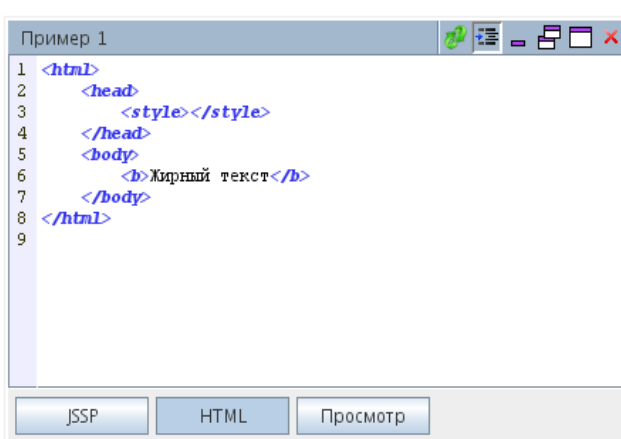 Пример 1
1 <html>
2     <head>
3         <style></style>
4     </head>
5     <body>
6         <b>Жирный текст</b>
7     </body>
8 </html>
9
JSSP HTML Просмотр